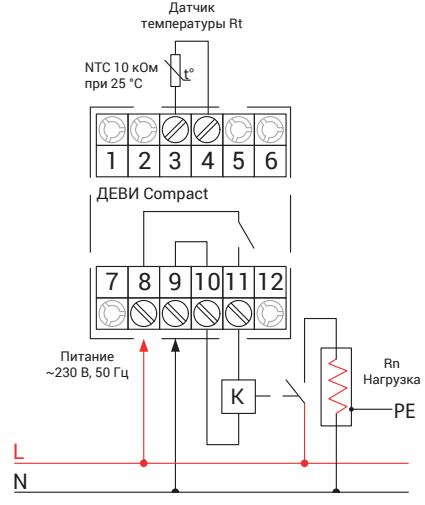 Датчик
температуры Rt
NTC 10 кОм
при 25 °C
t°
1 2 3 4 5 6
ДЕВИ Compact
7 8 9 10 11 12
Питание
~230 В, 50 Гц
K
Rn
Нагрузка
PE
L
N